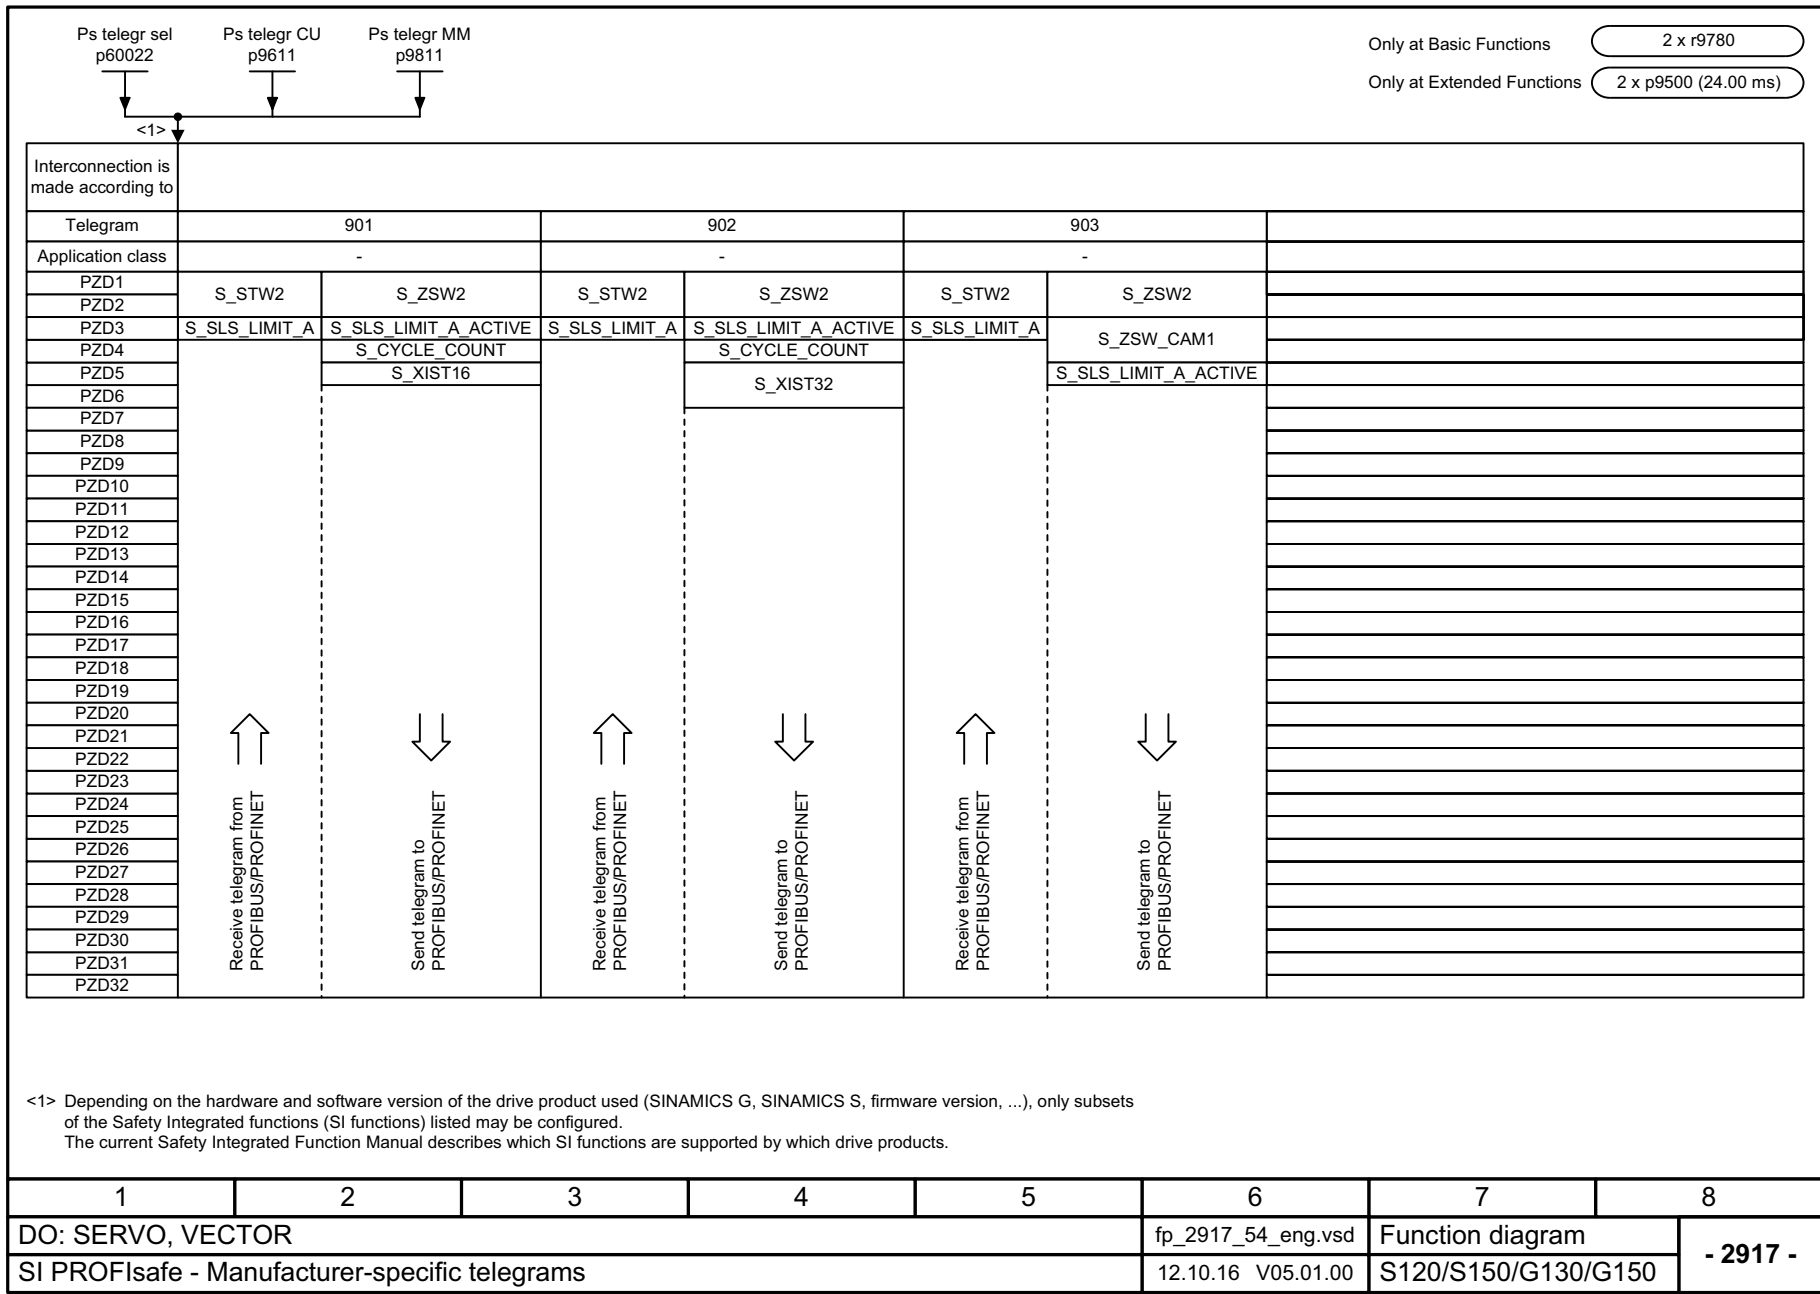 Ps telegr sel Ps telegr CU Ps telegr MM
p60022 p9611 p9811
Only at Basic Functions 2 x r9780
Only at Extended Functions 2 x p9500 (24.00 ms)
<1>
Interconnection is
made according to
Telegram 901 902 903
Application class - - -
PZD1
S_STW2 S_ZSW2 S_STW2 S_ZSW2 S_STW2 S_ZSW2
PZD2
PZD3 S_SLS_LIMIT_A S_SLS_LIMIT_A_ACTIVE S_SLS_LIMIT_A S_SLS_LIMIT_A_ACTIVE S_SLS_LIMIT_A
S_ZSW_CAM1
PZD4 S_CYCLE_COUNT S_CYCLE_COUNT
PZD5 S_XIST16 S_SLS_LIMIT_A_ACTIVE
S_XIST32
PZD6
PZD7
PZD8
PZD9
PZD10
PZD11
PZD12
PZD13
PZD14
PZD15
PZD16
PZD17
PZD18
PZD19
PZD20
PZD21
PZD22
PZD23
PZD24
PZD25
PZD26
PZD27
PZD28
PZD29
PZD30
PZD31
PZD32
Receive telegram from
PROFIBUS/PROFINET
Send telegram to
PROFIBUS/PROFINET
Receive telegram from
PROFIBUS/PROFINET
Send telegram to
PROFIBUS/PROFINET
Receive telegram from
PROFIBUS/PROFINET
Send telegram to
PROFIBUS/PROFINET
<1> Depending on the hardware and software version of the drive product used (SINAMICS G, SINAMICS S, firmware version, ...), only subsets
of the Safety Integrated functions (SI functions) listed may be configured.
The current Safety Integrated Function Manual describes which SI functions are supported by which drive products.
1 2 3 4 5 6 7 8
DO: SERVO, VECTOR fp_2917_54_eng.vsd Function diagram
- 2917 -
SI PROFIsafe - Manufacturer-specific telegrams 12.10.16 V05.01.00 S120/S150/G130/G150